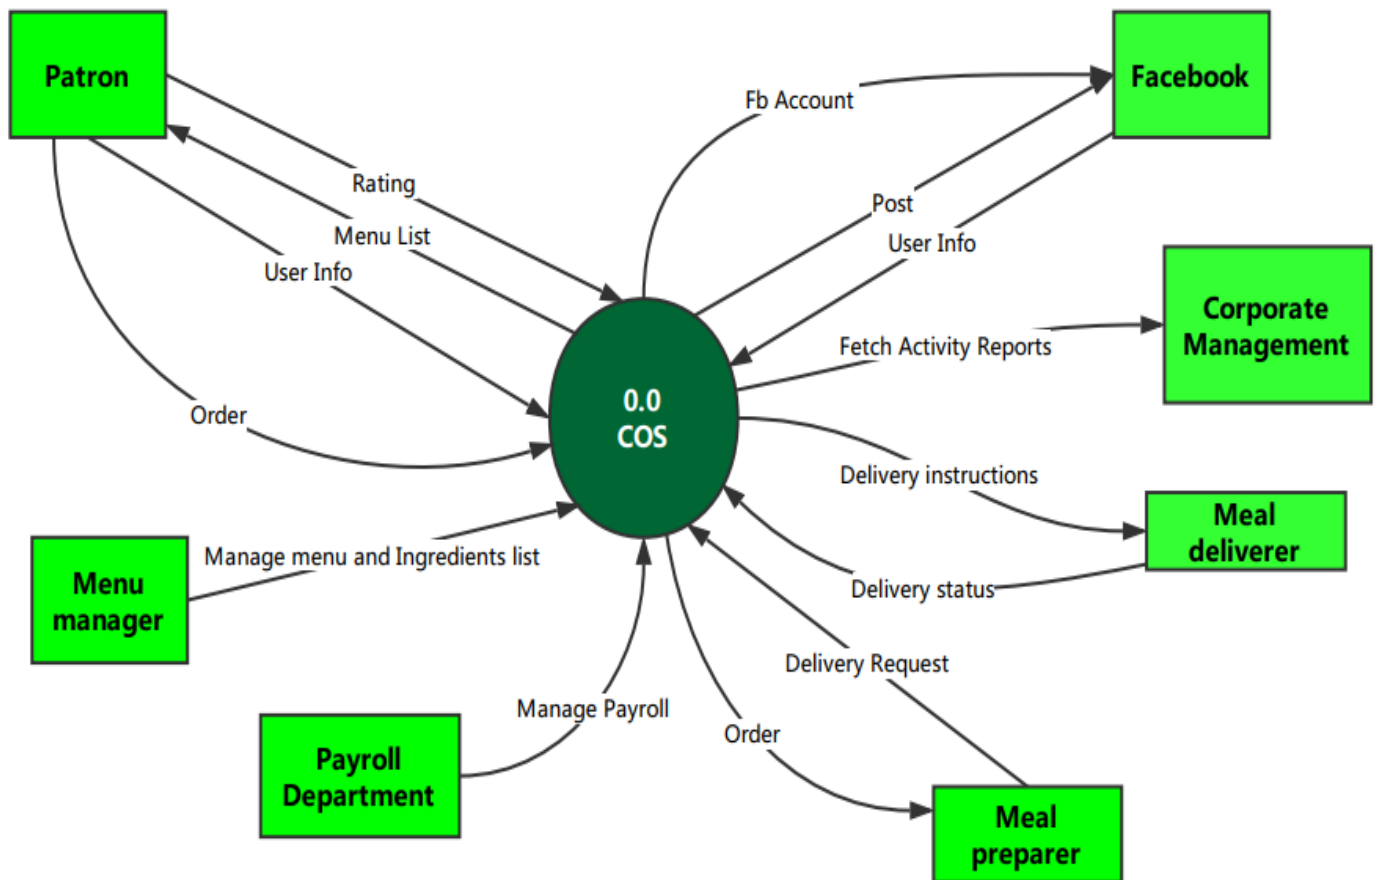 Patron
Facebook
Fb Account
Rating
Post
Menu List
User Info
User Info
Corporate
Management
Fetch Activity Reports
0.0
COS
Order
Delivery instructions
Meal
deliverer
Manage menu and Ingredients list
Menu
manager
Delivery status
Delivery Request
Manage Payroll
Order
Payroll
Department
Meal
preparer